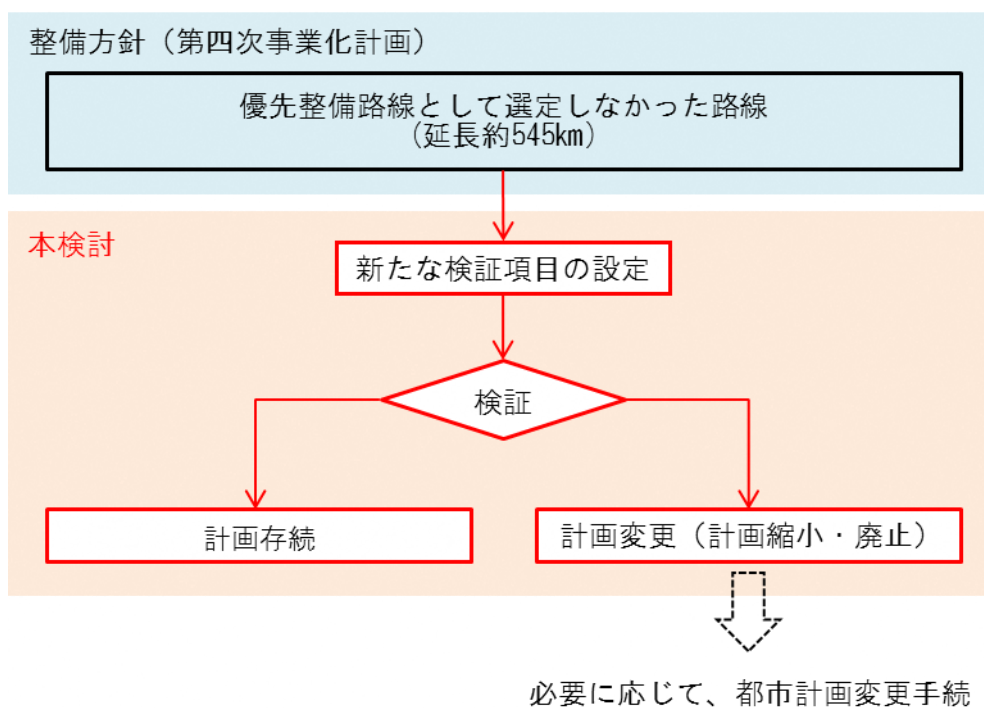 整備方針（第四次事業化計画）
優先整備路線として選定しなかった路線
（延長約545km）
本検討
新たな検証項目の設定
検証
計画存続
計画変更（計画縮小・廃止）
必要に応じて、都市計画変更手続